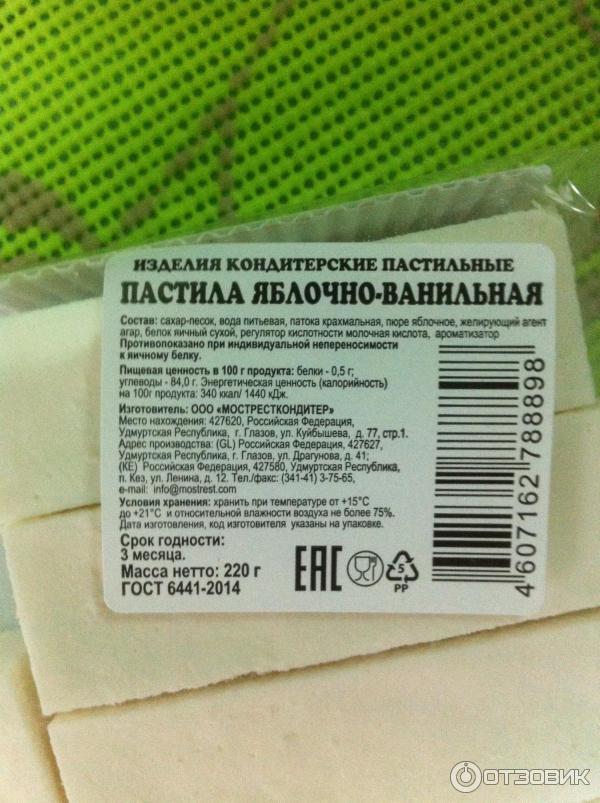 ИЗДЕЛИЯ КОНДИТЕРСКИЕ ПАСТИЛЬНЫЕ
ПАСТИЛА ЯБЛОЧНО-ВАНИЛЬНАЯ
Состав: сахар-песок, вода питьевая, патока крахмальная, пюре яблочное, желирующий агент
агар, белок яичный сухой, регулятор кислотности молочная кислота, ароматизатор
Противопоказано при индивидуальной непереносимости
к яичному белку.
Пищевая ценность в 100 г продукта: белки - 0,5 г;
углеводы - 84,0 г. Энергетическая ценность (калорийность)
на 100г продукта: 340 ккал/ 1440 кДж.
Изготовитель: ООО «МОСТРЕСТКОНДИТЕР»
Место нахождения: 427620, Российская Федерация,
Удмуртская Республика, г. Глазов, ул. Куйбышева, д. 77, стр.1.
Адрес производства: (GL) Российская Федерация, 427627,
Удмуртская Республика, г. Глазов, ул. Драгунова, д. 41;
(KE) Российская Федерация, 427580, Удмуртская Республика,
п. Кез, ул. Ленина, д. 12. Тел./факс: (341-41) 3-75-65,
e-mail: info@mostrest.com
Условия хранения: хранить при температуре от +15°С
до +21°С и относительной влажности воздуха не более 75%.
Дата изготовления, код изготовителя указаны на упаковке.
Срок годности:
3 месяца.
Масса нетто: 220 г
ГОСТ 6441-2014
ЕАС
5
PP
4607162788898
ОТЗОВИК